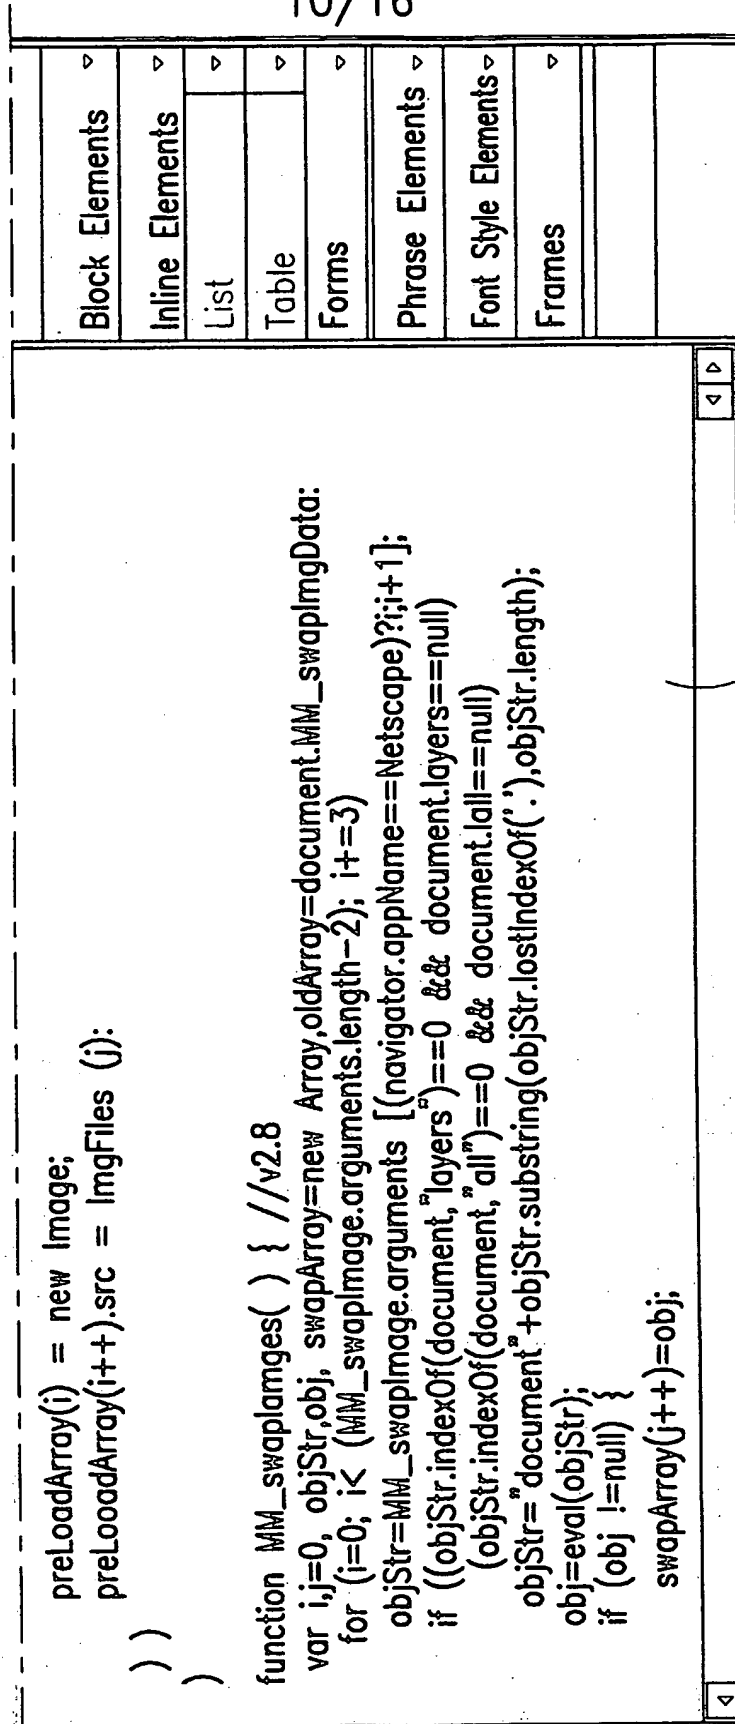 10/16
preLoadArray(i) = new Image;
preLooadArray(i++).src = ImgFiles (j):
) )
)
function MM_swaplamges( ) { //v2.8
var i,j=0, objStr,obj, swapArray=new Array,oldArray=document.MM_swapImgData:
for (i=0; i< (MM_swapImage.arguments.length-2); i+=3)
objStr=MM_swapImage.arguments [(navigator.appName==Netscape)?i;i+1];
if ((objStr.indexOf(document,"layers")==0 && document.layers==null)
(objStr.indexOf(document,"all")==0 && document.lall==null)
objStr="document"+objStr.substring(objStr.lostIndexOf('.'),objStr.length);
obj=eval(objStr);
if (obj !=null) {
swapArray(j++)=obj;
Block Elements
Inline Elements
List
Table
Forms
Phrase Elements
Font Style Elements
Frames